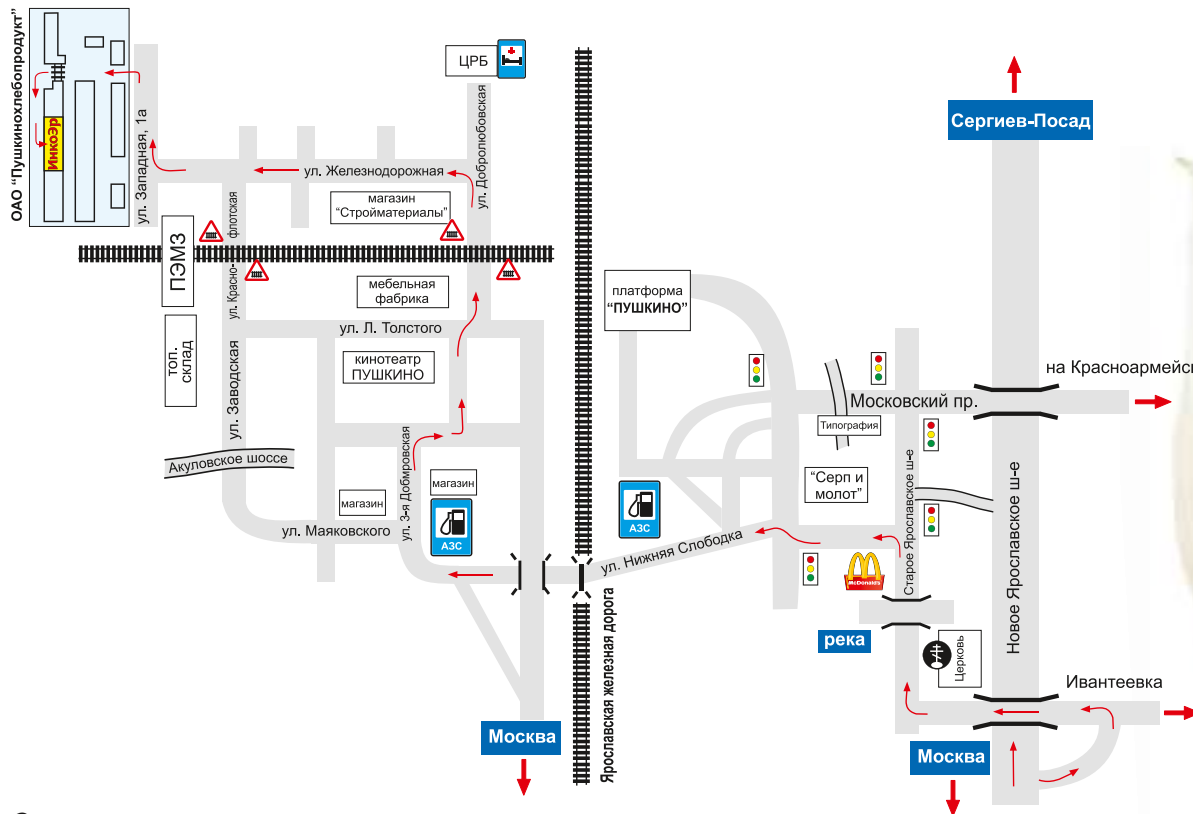 ОАО "Пушкинохлебопродукт"
Инкоэр
ул. Западная, 1а
ЦРБ
ул. Добролюбовская
ул. Железнодорожная
магазин
"Стройматериалы"
ПЭМЗ
ул. Красно-
флотская
мебельная
фабрика
ул. Л. Толстого
топ.
склад
кинотеатр
ПУШКИНО
ул. Заводская
Акуловское шоссе
ул. 3-я Добмровская
магазин
магазин
АЗС
ул. Маяковского
Москва
Ярославская железная дорога
платформа
"ПУШКИНО"
АЗС
ул. Нижняя Слободка
Сергиев-Посад
на Красноармейск
Московский пр.
Типография
"Серп и
молот"
Старое Ярославское ш-е
Новое Ярославское ш-е
McDonald's
река
Церковь
Ивантеевка
Москва